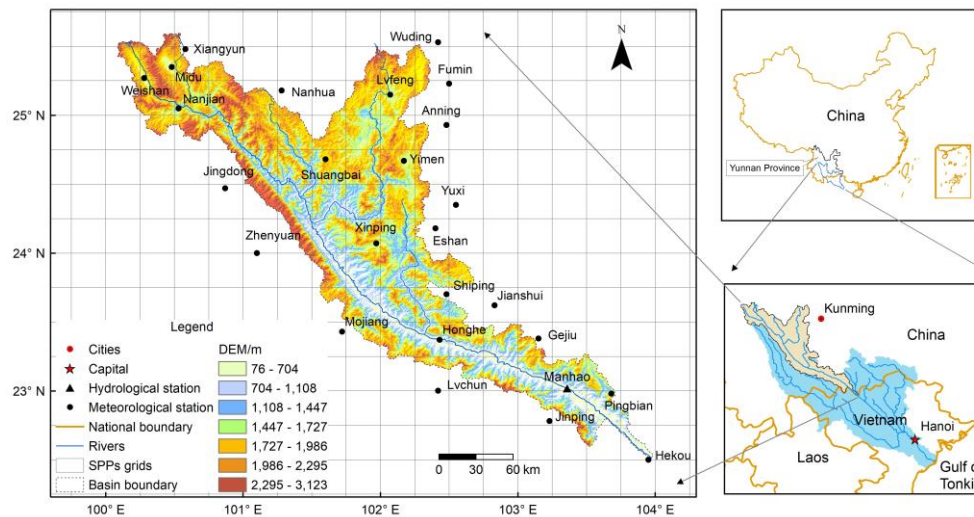 N
Xiangyun
Wuding
Midu
Lvfeng
Fumin
Weishan
Nanjian
Nanhua
Anning
Shuangbai
Yimen
Jingdong
Yuxi
Zhenyuan
Xinping
Eshan
Shiping
Jianshui
Mojiang
Honghe
Gejiu
Manhao
Lvchun
Pingbian
Jinping
Hekou
25° N
24° N
23° N
100° E
101° E
102° E
103° E
104° E
0 30 60 km
Legend
Cities
Capital
Hydrological station
Meteorological station
National boundary
Rivers
SPPs grids
Basin boundary
DEM/m
76 - 704
704 - 1,108
1,108 - 1,447
1,447 - 1,727
1,727 - 1,986
1,986 - 2,295
2,295 - 3,123
China
Yunnan Province
Kunming
China
Vietnam
Hanoi
Laos
Gulf
Tonki